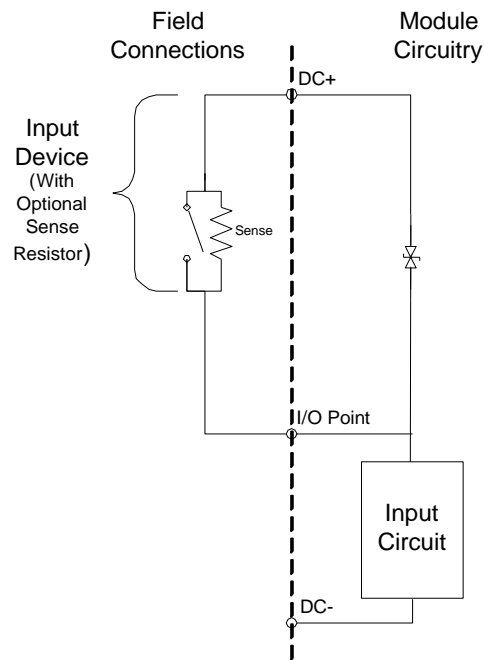 Field
Connections
Module
Circuitry
DC+
Input
Device
(With
Optional
Sense
Resistor)
Sense
I/O Point
Input
Circuit
DC-